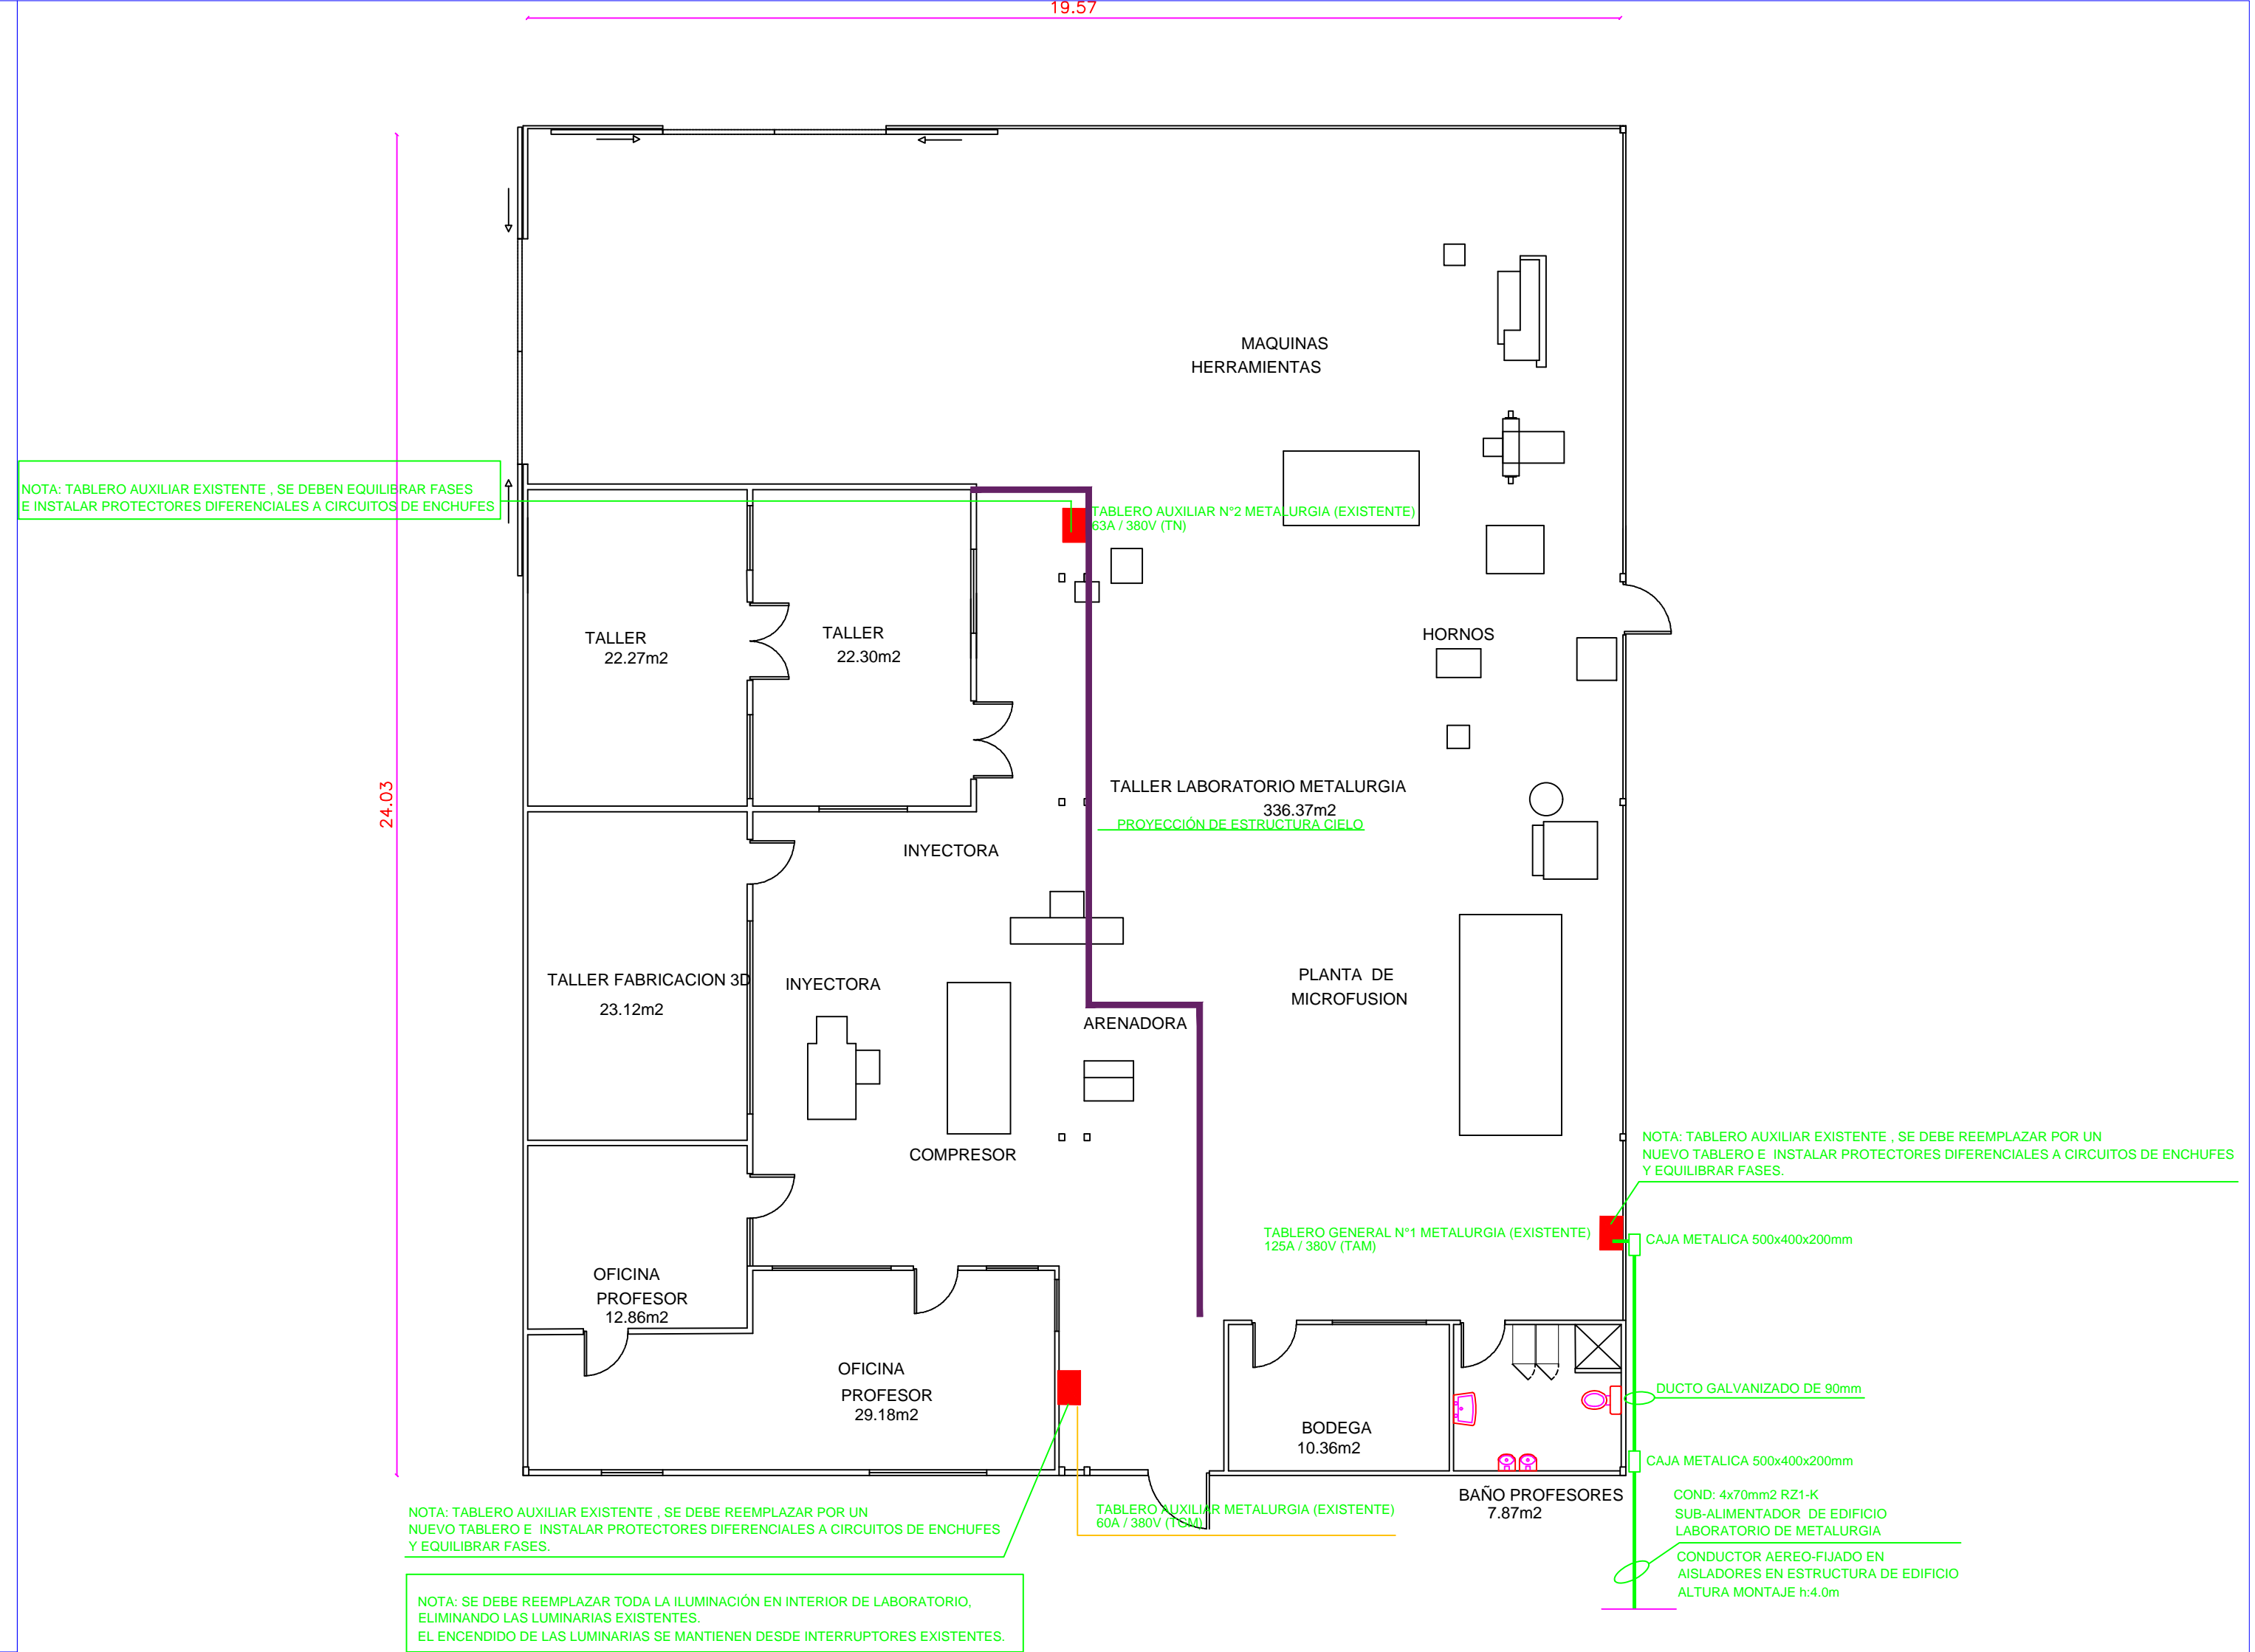 19.57
MAQUINAS
HERRAMIENTAS
NOTA: TABLERO AUXILIAR EXISTENTE , SE DEBEN EQUILIBRAR FASES
E INSTALAR PROTECTORES DIFERENCIALES A CIRCUITOS DE ENCHUFES
TABLERO AUXILIAR N°2 METALURGIA (EXISTENTE)
63A / 380V (TN)
TALLER
22.27m2
TALLER
22.30m2
HORNOS
24.03
TALLER LABORATORIO METALURGIA
336.37m2
PROYECCIÓN DE ESTRUCTURA CIELO
INYECTORA
TALLER FABRICACION 3D
23.12m2
INYECTORA
PLANTA DE
MICROFUSION
ARENADORA
COMPRESOR
NOTA: TABLERO AUXILIAR EXISTENTE , SE DEBE REEMPLAZAR POR UN
NUEVO TABLERO E INSTALAR PROTECTORES DIFERENCIALES A CIRCUITOS DE ENCHUFES
Y EQUILIBRAR FASES.
TABLERO GENERAL N°1 METALURGIA (EXISTENTE)
125A / 380V (TAM)
CAJA METALICA 500x400x200mm
OFICINA
PROFESOR
12.86m2
OFICINA
PROFESOR
29.18m2
BODEGA
10.36m2
DUCTO GALVANIZADO DE 90mm
CAJA METALICA 500x400x200mm
BAÑO PROFESORES
7.87m2
COND: 4x70mm2 RZ1-K
SUB-ALIMENTADOR DE EDIFICIO
LABORATORIO DE METALURGIA
CONDUCTOR AEREO-FIJADO EN
AISLADORES EN ESTRUCTURA DE EDIFICIO
ALTURA MONTAJE h:4.0m
TABLERO AUXILIAR METALURGIA (EXISTENTE)
60A / 380V (TGM)
NOTA: TABLERO AUXILIAR EXISTENTE , SE DEBE REEMPLAZAR POR UN
NUEVO TABLERO E INSTALAR PROTECTORES DIFERENCIALES A CIRCUITOS DE ENCHUFES
Y EQUILIBRAR FASES.
NOTA: SE DEBE REEMPLAZAR TODA LA ILUMINACIÓN EN INTERIOR DE LABORATORIO,
ELIMINANDO LAS LUMINARIAS EXISTENTES.
EL ENCENDIDO DE LAS LUMINARIAS SE MANTIENEN DESDE INTERRUPTORES EXISTENTES.